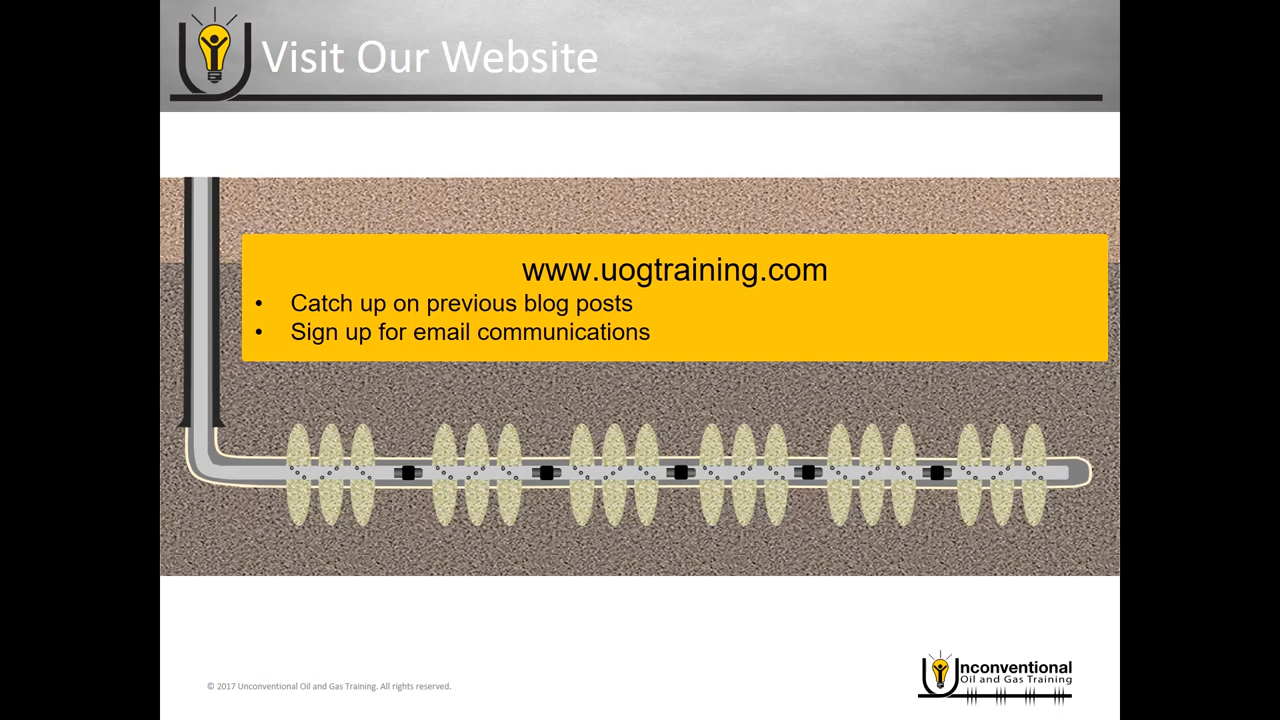 Visit Our Website
www.uogtraining.com
• Catch up on previous blog posts
• Sign up for email communications
© 2017 Unconventional Oil and Gas Training. All rights reserved.
Unconventional
Oil and Gas Training